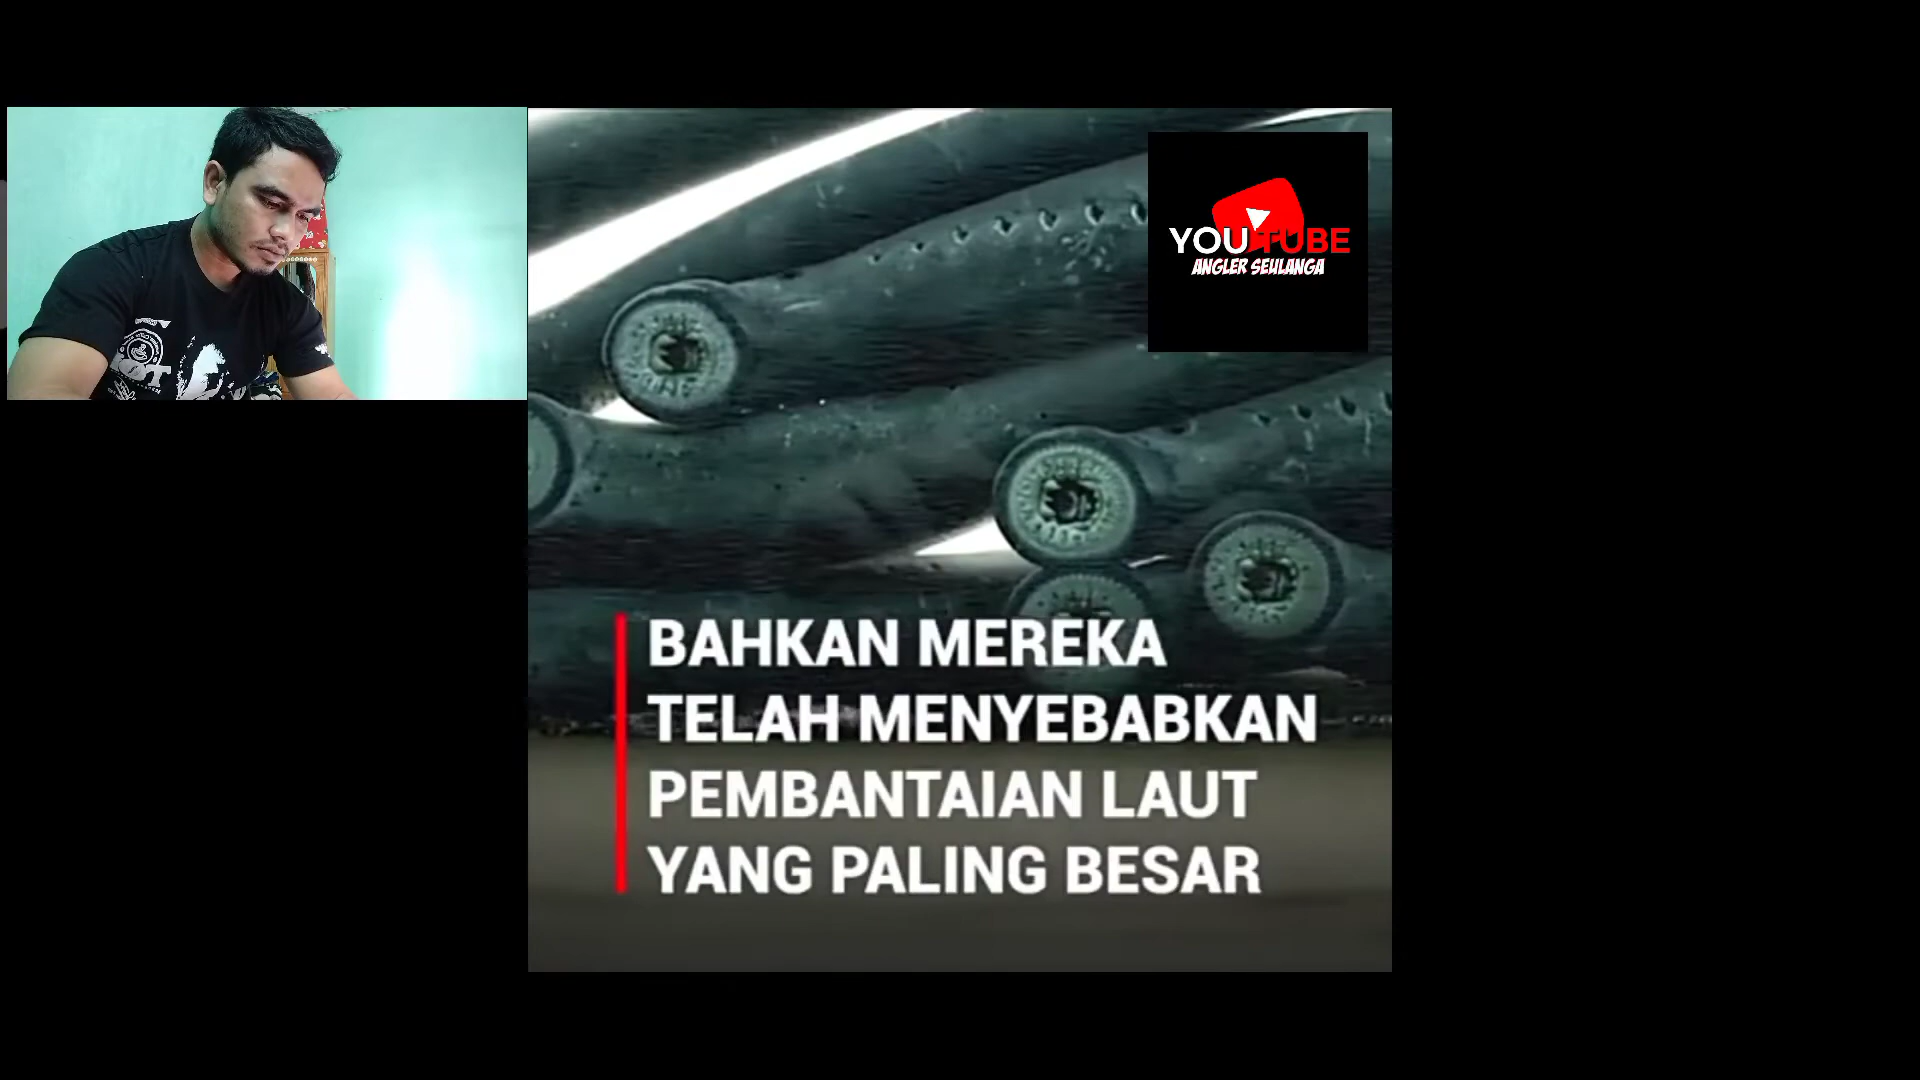 YOUTUBE
ANGLER SEULANGA
BAHKAN MEREKA
TELAH MENYEBABKAN
PEMBANTAIAN LAUT
YANG PALING BESAR